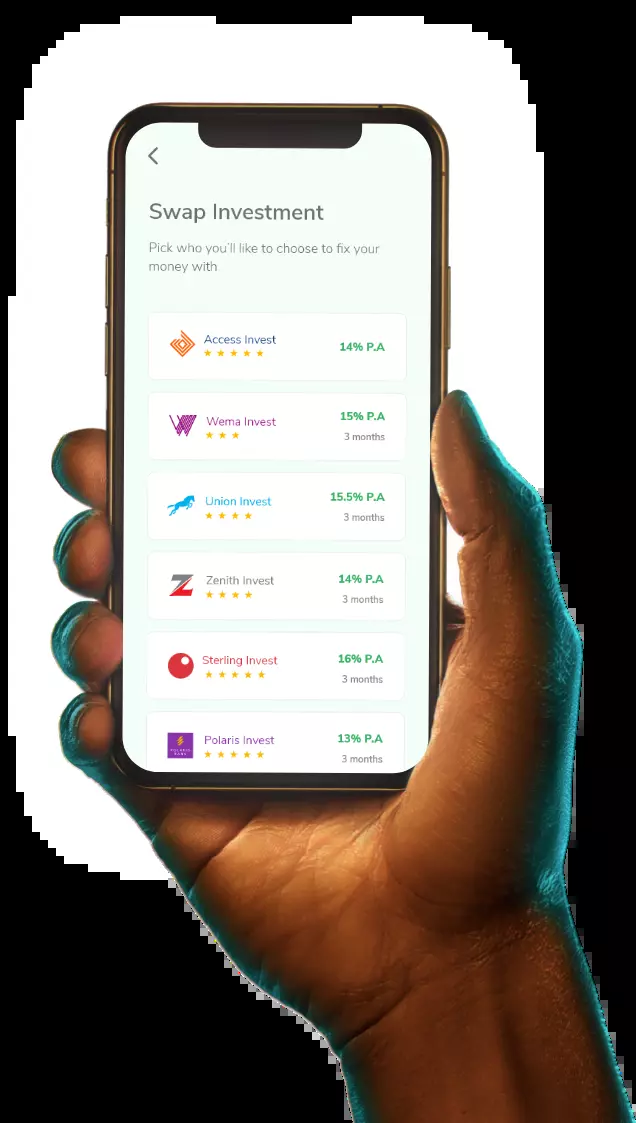 Swap Investment
Pick who you'll like to choose to fix your
money with
Access Invest
14% P.A
Wema Invest
15% P.A
3 months
Union Invest
15.5% P.A
3 months
Zenith Invest
14% P.A
3 months
Sterling Invest
16% P.A
3 months
Polaris Invest
13% P.A
3 months
POLARIS
BANK